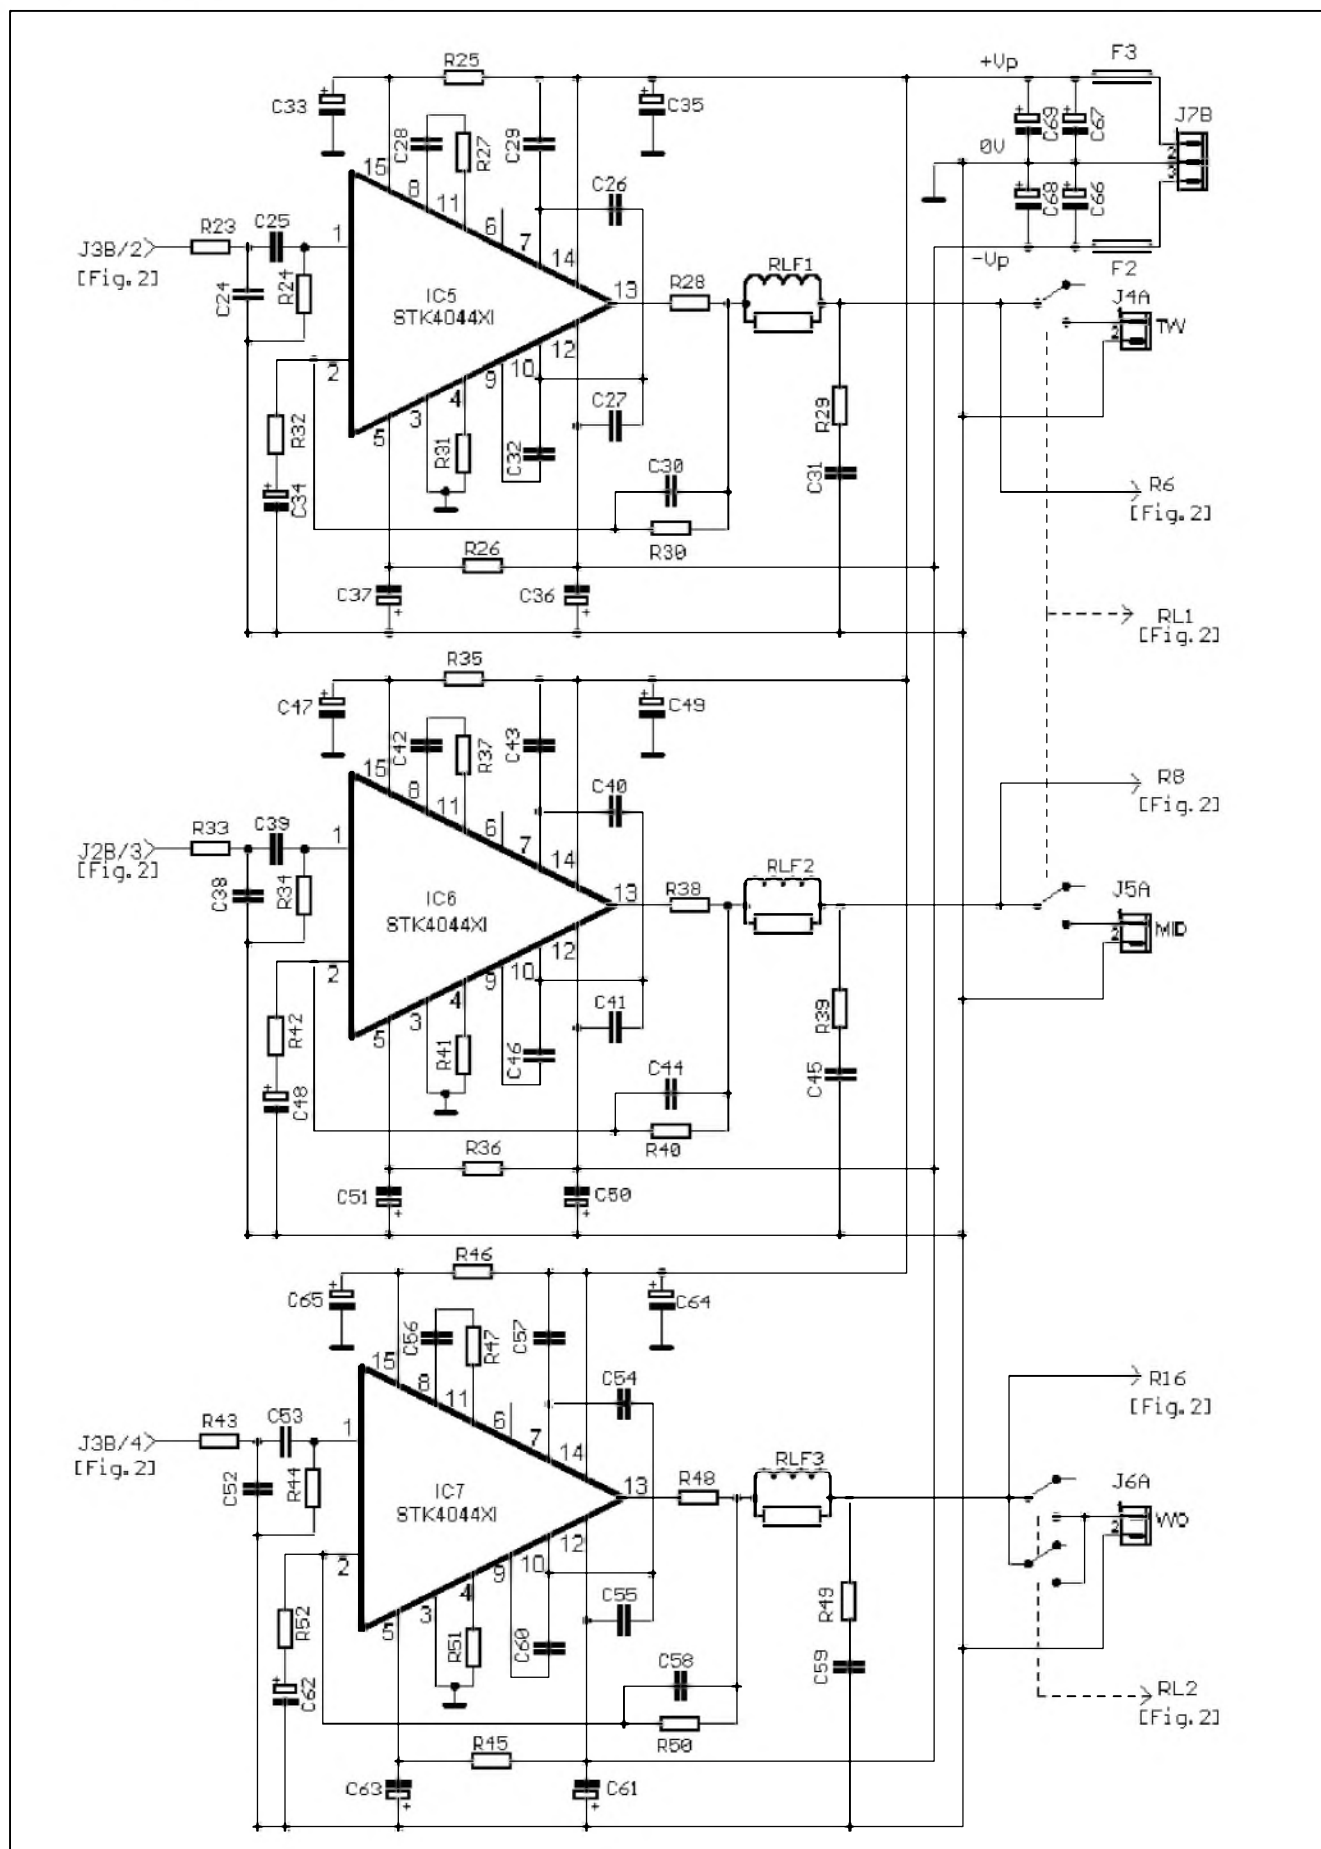 R25
F3
+Vp
C33
C35
C28
R27
C29
C69
C67
J7B
0V
1
2
3
15
8
11
6
7
14
C26
C68
C66
-Vp
F2
R23
C25
J3B/2
[Fig.2]
1
C24
R24
IC5
STK4044XI
13
R28
RLF1
J4A
1
2
TW
2
12
10
9
4
3
5
C27
R29
R32
R31
C32
C34
C30
C31
R6
[Fig.2]
R26
R30
C37
C36
RL1
[Fig.2]
R35
C47
C49
C42
R37
C43
15
8
11
6
7
14
C40
R8
[Fig.2]
R33
C39
J2B/3
[Fig.2]
1
C38
R34
IC6
STK4044XI
13
R38
RLF2
J5A
1
2
MID
2
12
10
9
4
3
5
C41
R39
R42
R41
C46
C48
C44
C45
R40
R36
C51
C50
R46
C65
C64
C56
R47
C57
15
8
11
6
7
14
C54
R16
[Fig.2]
R43
C53
J3B/4
[Fig.2]
1
C52
R44
IC7
STK4044XI
13
R48
RLF3
J6A
1
2
WO
2
12
10
9
4
3
5
C55
R49
R52
R51
C60
C62
C58
C59
RL2
[Fig.2]
R50
R45
C63
C61